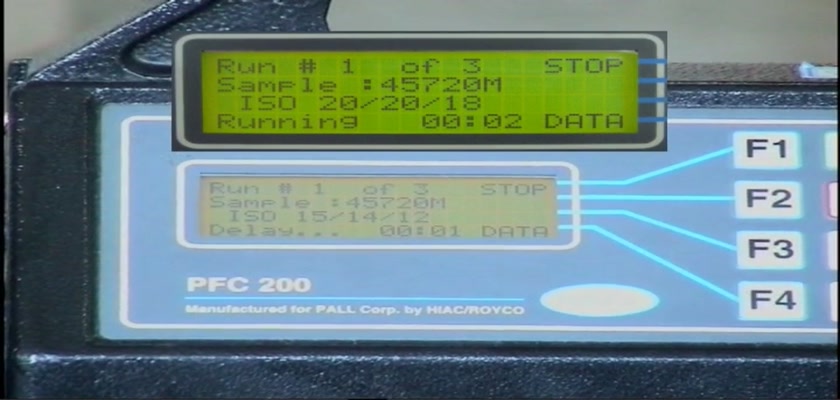 Run # 1 of 3 STOP
Sample :45720M
ISO 20/20/18
Running 00:02 DATA
Run # 1 of 3 STOP
Sample :45720M
ISO 15/14/12
Delay... 00:01 DATA
F1
F2
F3
F4
PFC 200
Manufactured for PALL Corp. by HIAC/ROYCO